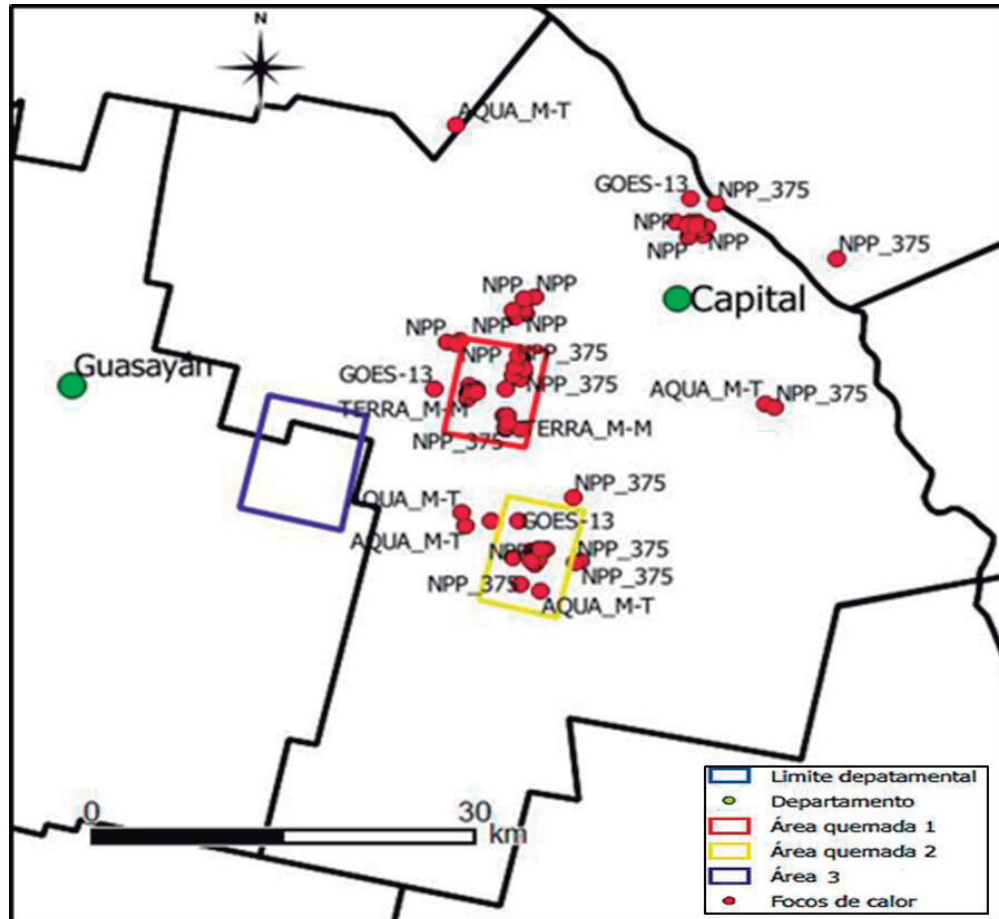 N
AQUA_M-T
GOES-13
NPP_375
NPP
NPP
NPP
NPP_375
Capital
NPP
NPP
NPP
NPP
NPP
NPP
NPP_375
Guasayán
GOES-13
NPP_375
TERRA_M-M
AQUA_M-T
NPP_375
NPP_375
TERRA_M-M
NPP_375
QUA_M-T
GOES-13
AQUA_M-T
NPP
NPP_375
NPP_375
NPP_375
AQUA_M-T
0
30
km
Limite depatamental
Departamento
Área quemada 1
Área quemada 2
Área 3
Focos de calor